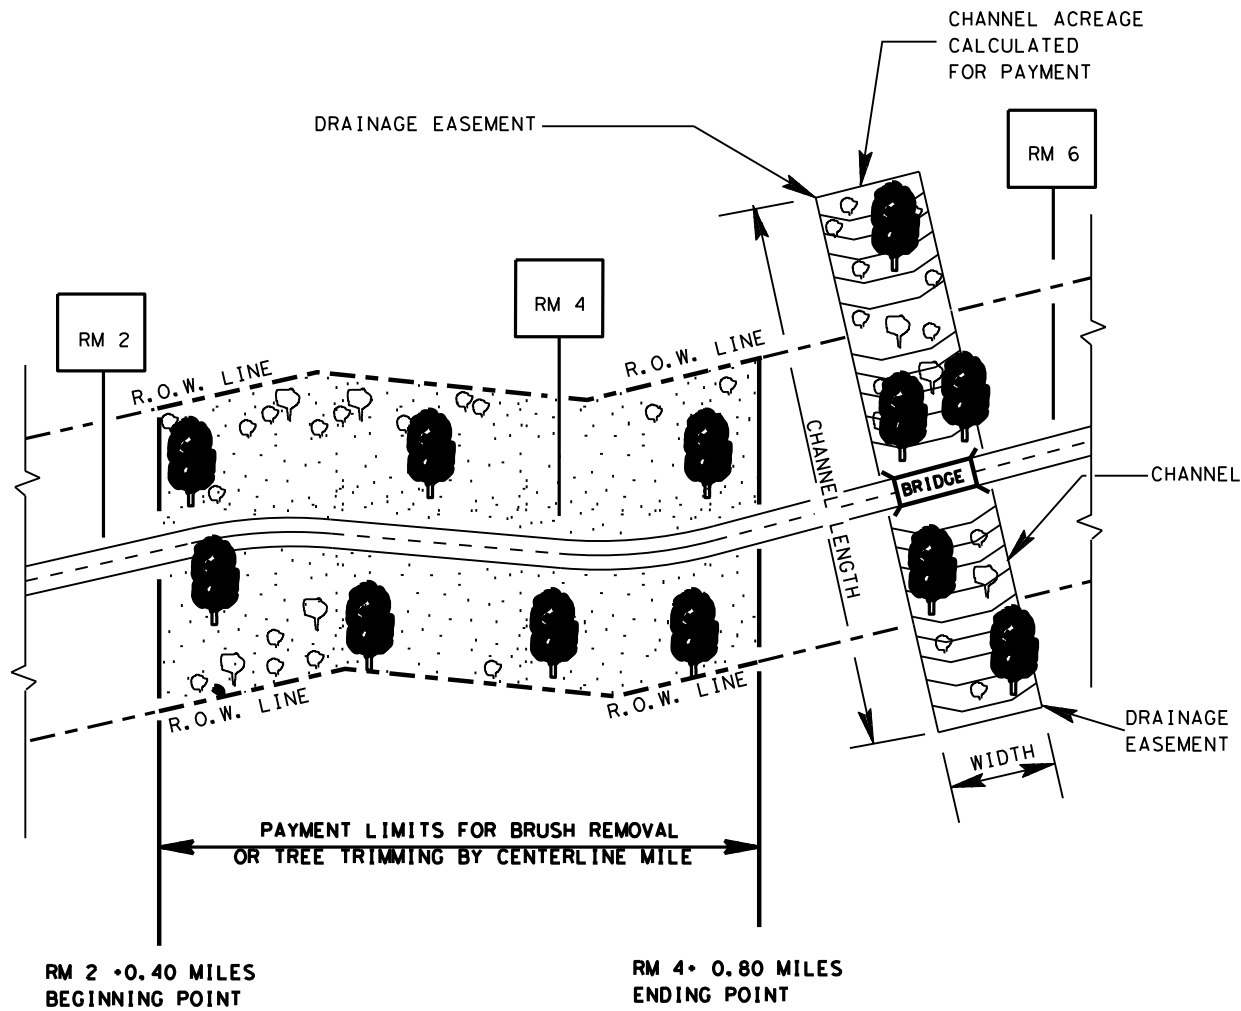 CHANNEL ACREAGE
CALCULATED
FOR PAYMENT
DRAINAGE EASEMENT
RM 6
RM 4
RM 2
R.O.W. LINE
R.O.W. LINE
CHANNEL LENGTH
BRIDGE
CHANNEL
R.O.W. LINE
R.O.W. LINE
DRAINAGE
EASEMENT
WIDTH
PAYMENT LIMITS FOR BRUSH REMOVAL
OR TREE TRIMMING BY CENTERLINE MILE
RM 2 +0.40 MILES
BEGINNING POINT
RM 4+ 0.80 MILES
ENDING POINT